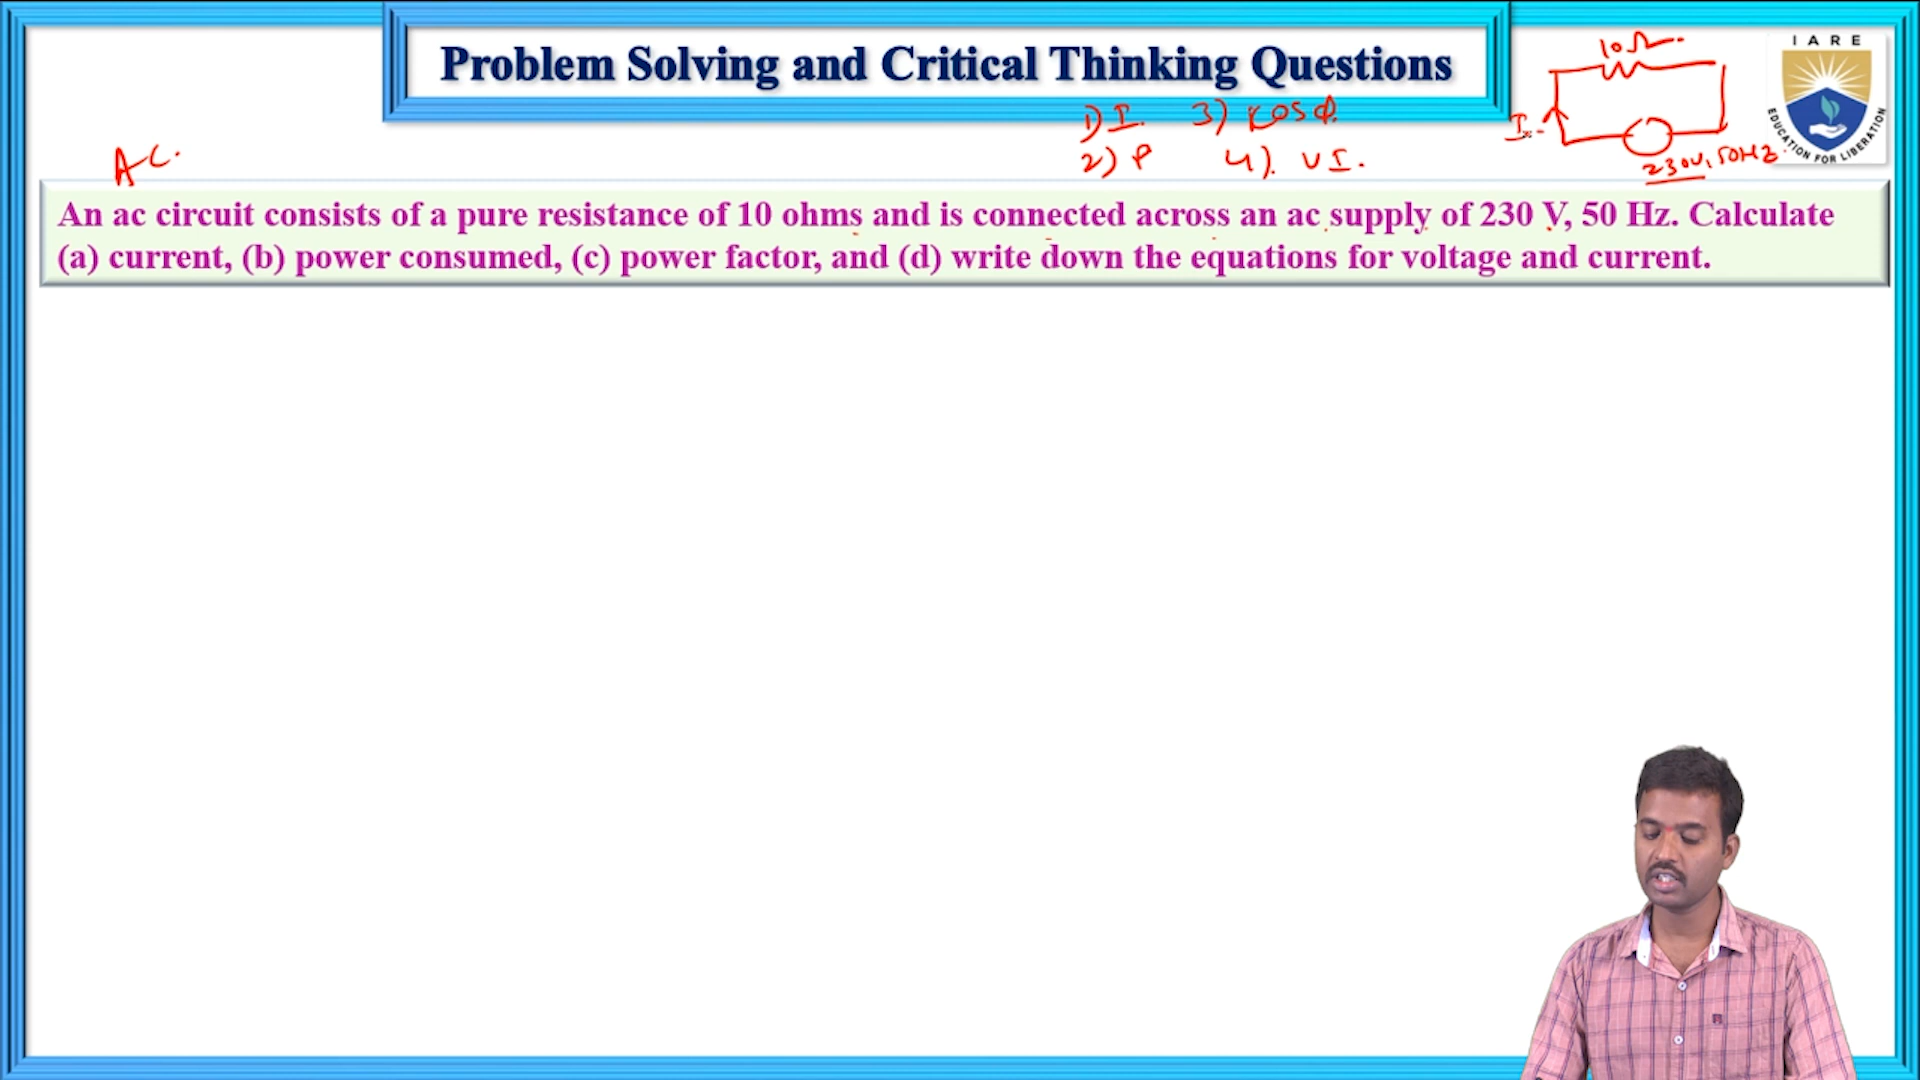 Problem Solving and Critical Thinking Questions
10Ω
IARE
EDUCATION FOR LIBERATION
1) I. 3) cosφ.
2) P 4). V I.
I
230V, 50Hz.
AC.
An ac circuit consists of a pure resistance of 10 ohms and is connected across an ac supply of 230 V, 50 Hz. Calculate
(a) current, (b) power consumed, (c) power factor, and (d) write down the equations for voltage and current.